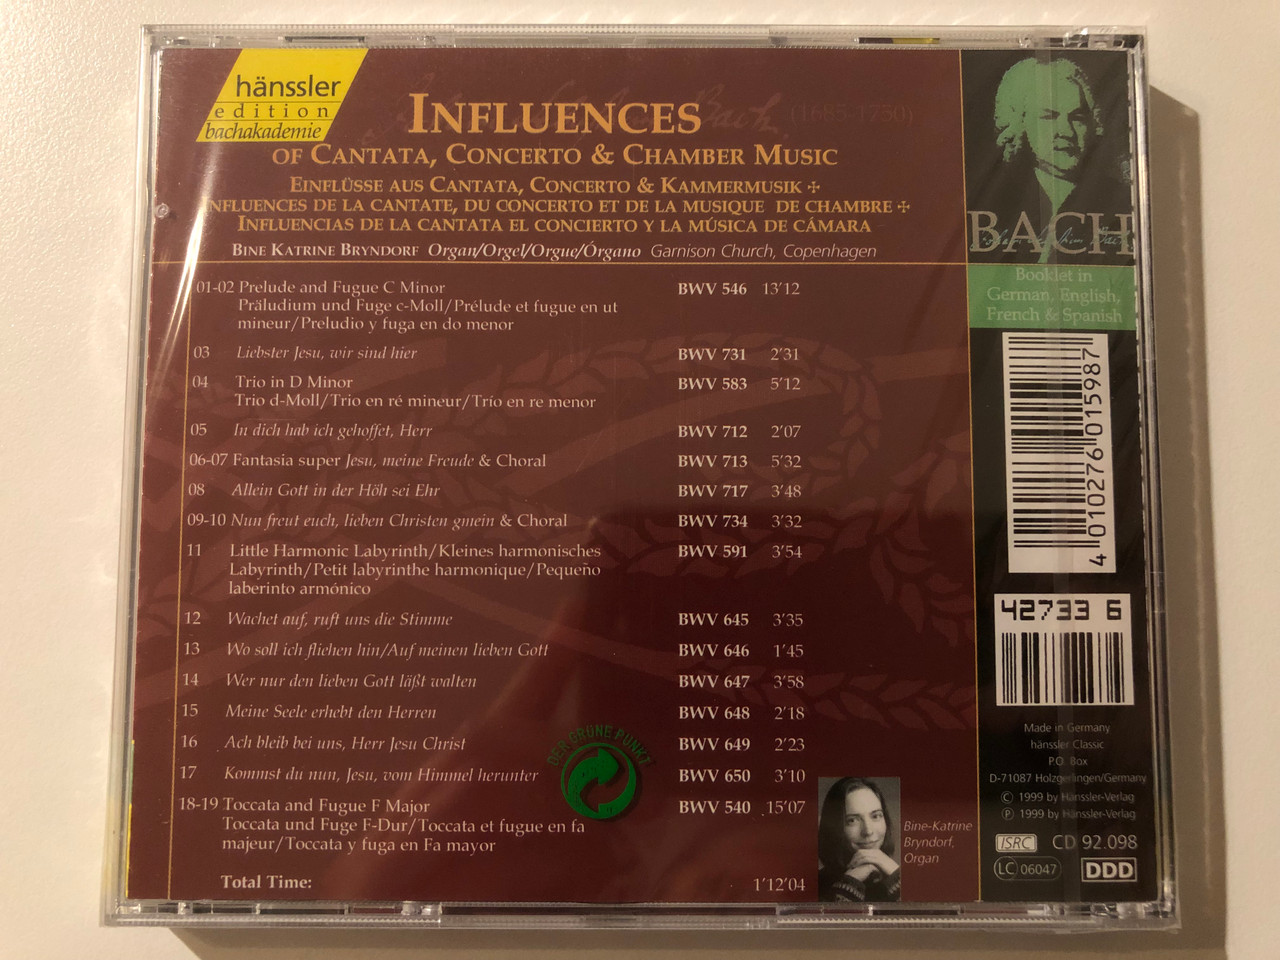 hänssler
edition
bachakademie
INFLUENCES
(1685-1750)
OF CANTATA, CONCERTO & CHAMBER MUSIC
EINFLÜSSE AUS CANTATA, CONCERTO & KAMMERMUSIK ✢
INFLUENCES DE LA CANTATE, DU CONCERTO ET DE LA MUSIQUE DE CHAMBRE ✢
INFLUENCIAS DE LA CANTATA EL CONCIERTO Y LA MÚSICA DE CÁMARA
BINE KATRINE BRYNDORF Organ/Orgel/Orgue/Órgano Garnison Church, Copenhagen
01-02 Prelude and Fugue C Minor BWV 546 13'12
Präludium und Fuge c-Moll/Prélude et fugue en ut
mineur/Preludio y fuga en do menor
03 Liebster Jesu, wir sind hier BWV 731 2'31
04 Trio in D Minor BWV 583 5'12
Trio d-Moll/Trio en ré mineur/Trío en re menor
05 In dich hab ich gehoffet, Herr BWV 712 2'07
06-07 Fantasia super Jesu, meine Freude & Choral BWV 713 5'32
08 Allein Gott in der Höh sei Ehr BWV 717 3'48
09-10 Nun freut euch, lieben Christen gmein & Choral BWV 734 3'32
11 Little Harmonic Labyrinth/Kleines harmonisches BWV 591 3'54
Labyrinth/Petit labyrinthe harmonique/Pequeño
laberinto armónico
12 Wachet auf, ruft uns die Stimme BWV 645 3'35
13 Wo soll ich fliehen hin/Auf meinen lieben Gott BWV 646 1'45
14 Wer nur den lieben Gott läßt walten BWV 647 3'58
15 Meine Seele erhebt den Herren BWV 648 2'18
16 Ach bleib bei uns, Herr Jesu Christ BWV 649 2'23
17 Kommst du nun, Jesu, vom Himmel herunter BWV 650 3'10
18-19 Toccata and Fugue F Major BWV 540 15'07
Toccata und Fuge F-Dur/Toccata et fugue en fa
majeur/Toccata y fuga en Fa mayor
Total Time: 1'12'04
DER GRÜNE PUNKT
Bine-Katrine
Bryndorf,
Organ
BACH
Booklet in
German, English,
French & Spanish
4 010276 015987
42733 6
Made in Germany
hänssler Classic
P.O. Box
D-71087 Holzgerlingen/Germany
© 1999 by Hänssler-Verlag
℗ 1999 by Hänssler-Verlag
ISRC CD 92.098
LC 06047 DDD